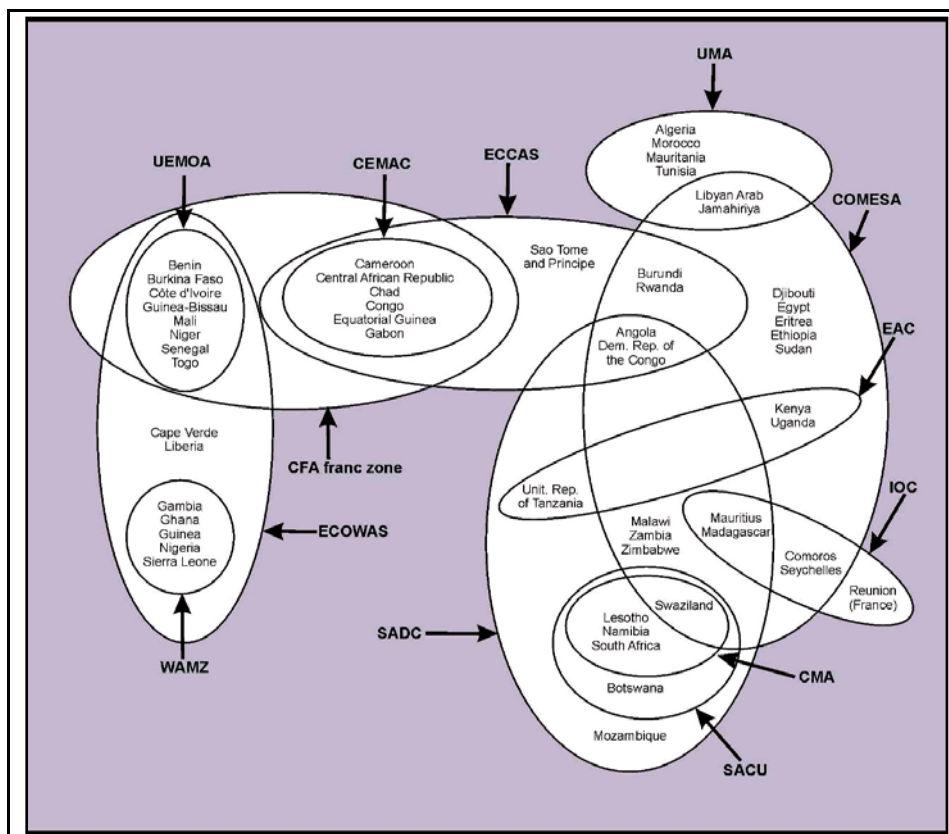 UMA
Algeria
Morocco
Mauritania
Tunisia
UEMOA
CEMAC
ECCAS
Libyan Arab
Jamahiriya
COMESA
Benin
Burkina Faso
Côte d'Ivoire
Guinea-Bissau
Mali
Niger
Senegal
Togo
Cameroon
Central African Republic
Chad
Congo
Equatorial Guinea
Gabon
Sao Tome
and Principe
Burundi
Rwanda
Djibouti
Egypt
Eritrea
Ethiopia
Sudan
Angola
Dem. Rep. of
the Congo
EAC
Kenya
Uganda
Cape Verde
Liberia
CFA franc zone
Unit. Rep.
of Tanzania
IOC
Gambia
Ghana
Guinea
Nigeria
Sierra Leone
ECOWAS
Malawi
Zambia
Zimbabwe
Mauritius
Madagascar
Comoros
Seychelles
Reunion
(France)
Swaziland
Lesotho
Namibia
South Africa
SADC
WAMZ
CMA
Botswana
Mozambique
SACU